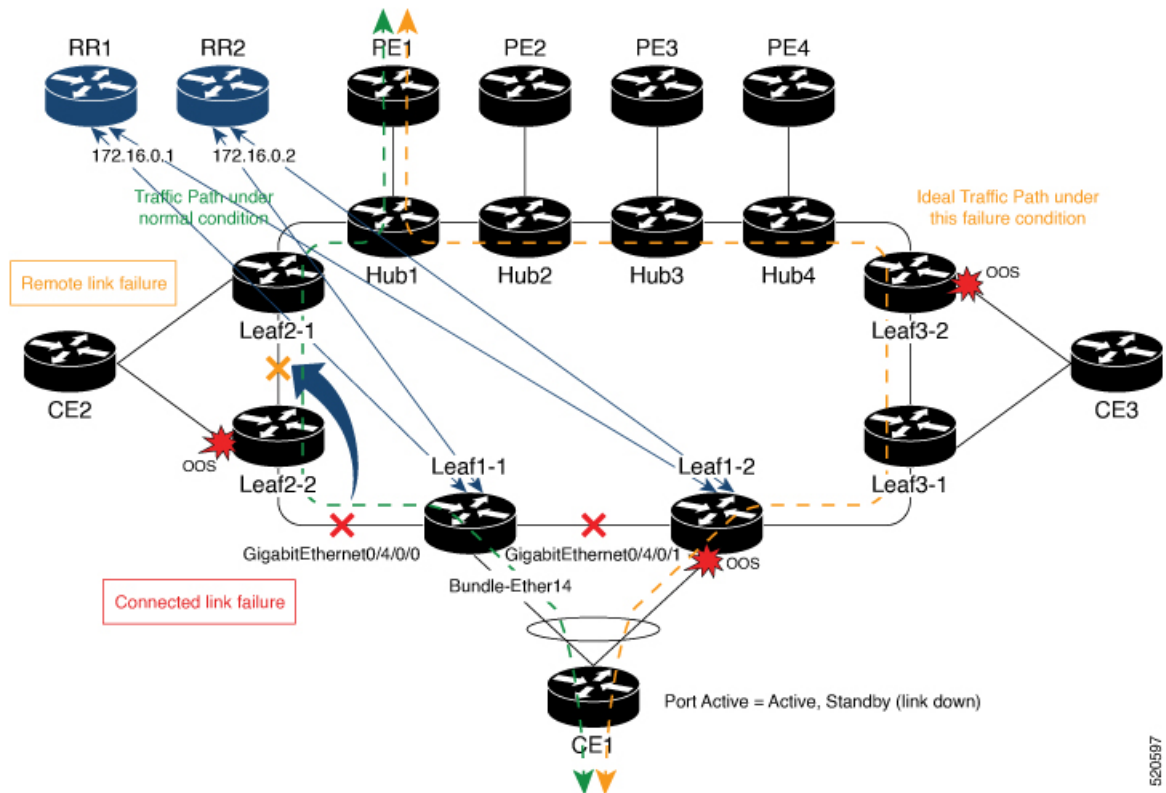 RR1
RR2
PE1
PE2
PE3
PE4
172.16.0.1
172.16.0.2
Traffic Path under
normal condition
Ideal Traffic Path under
this failure condition
Hub1
Hub2
Hub3
Hub4
Remote link failure
OOS
Leaf2-1
Leaf3-2
CE2
CE3
OOS
Leaf2-2
Leaf1-1
Leaf1-2
Leaf3-1
GigabitEthernet0/4/0/0
GigabitEthernet0/4/0/1
OOS
Bundle-Ether14
Connected link failure
Port Active = Active, Standby (link down)
CE1
520597